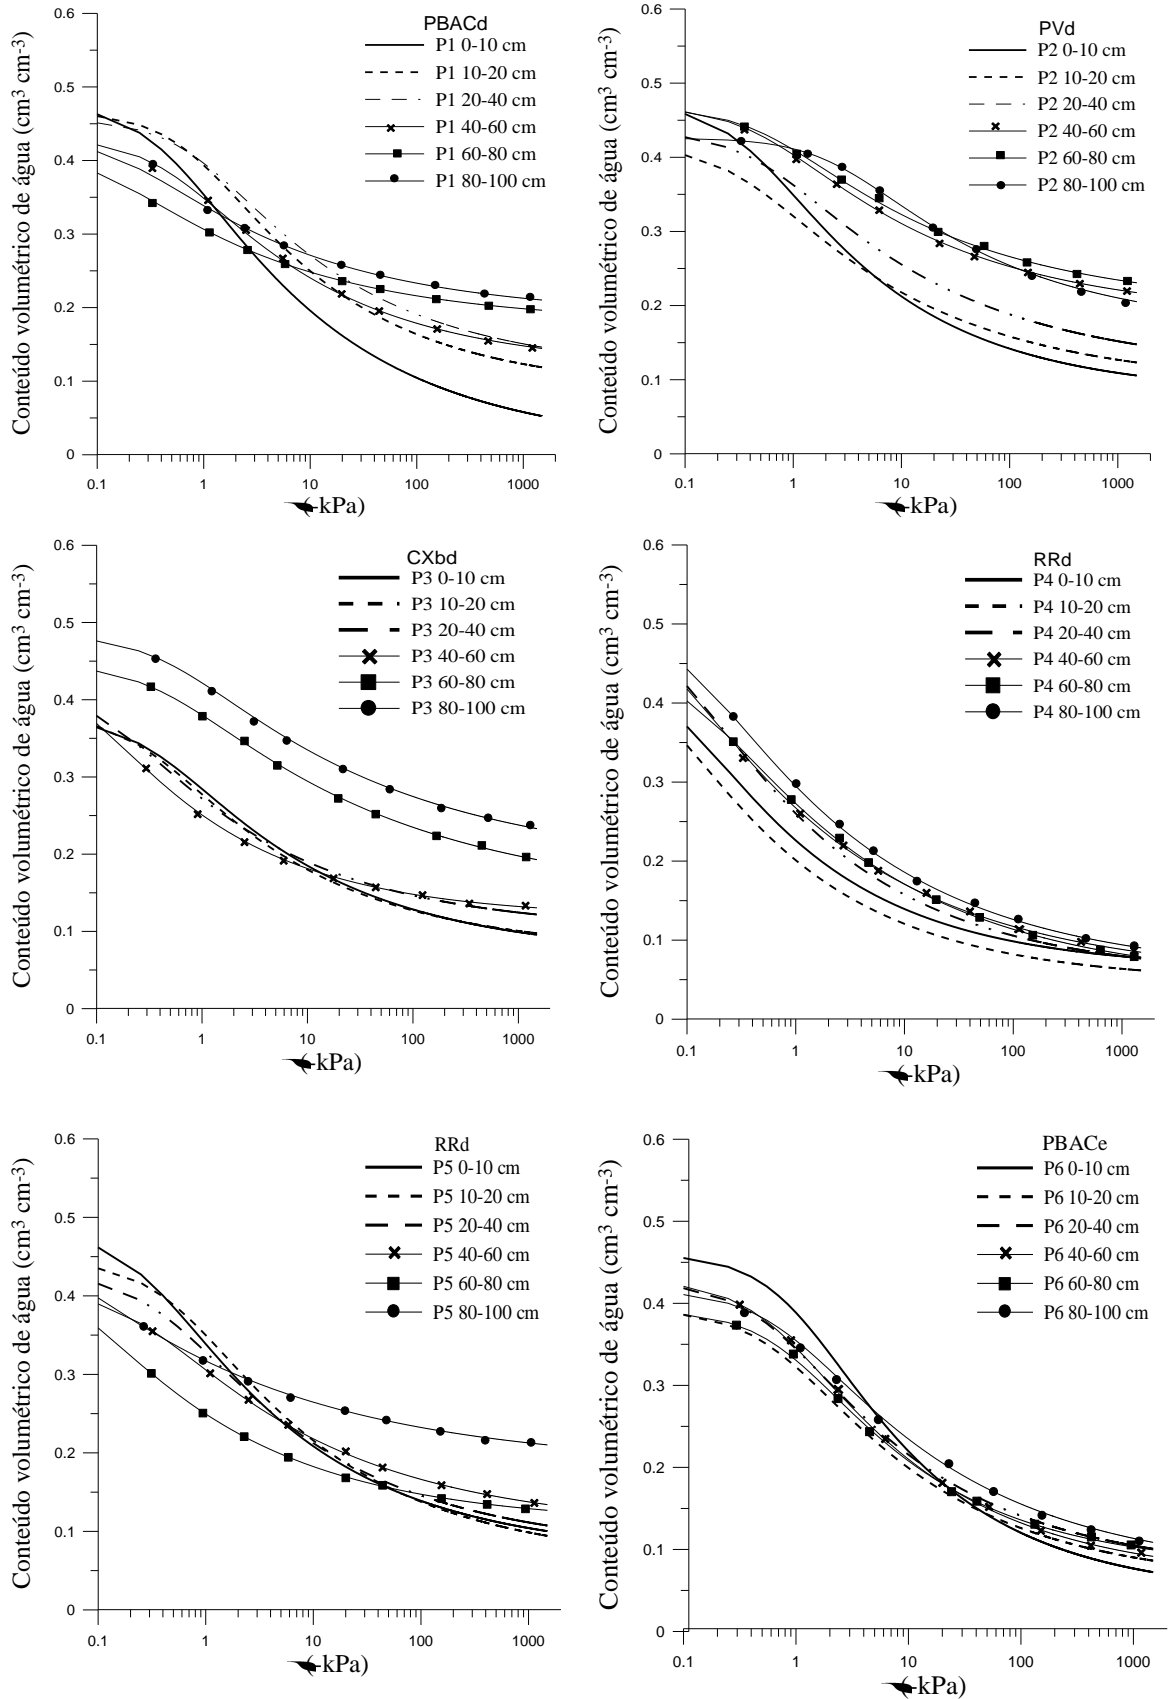 PBACd
P1 0-10 cm
P1 10-20 cm
P1 20-40 cm
P1 40-60 cm
P1 60-80 cm
P1 80-100 cm
Conteúdo volumétrico de água (cm³ cm⁻³)
0.6
0.5
0.4
0.3
0.2
0.1
0
0.1 1 10 100 1000
(-kPa)
PVd
P2 0-10 cm
P2 10-20 cm
P2 20-40 cm
P2 40-60 cm
P2 60-80 cm
P2 80-100 cm
Conteúdo volumétrico de água (cm³ cm⁻³)
0.6
0.5
0.4
0.3
0.2
0.1
0
0.1 1 10 100 1000
(-kPa)
CXbd
P3 0-10 cm
P3 10-20 cm
P3 20-40 cm
P3 40-60 cm
P3 60-80 cm
P3 80-100 cm
Conteúdo volumétrico de água (cm³ cm⁻³)
0.6
0.5
0.4
0.3
0.2
0.1
0
0.1 1 10 100 1000
(-kPa)
RRd
P4 0-10 cm
P4 10-20 cm
P4 20-40 cm
P4 40-60 cm
P4 60-80 cm
P4 80-100 cm
Conteúdo volumétrico de água (cm³ cm⁻³)
0.6
0.5
0.4
0.3
0.2
0.1
0
0.1 1 10 100 1000
(-kPa)
RRd
P5 0-10 cm
P5 10-20 cm
P5 20-40 cm
P5 40-60 cm
P5 60-80 cm
P5 80-100 cm
Conteúdo volumétrico de água (cm³ cm⁻³)
0.6
0.5
0.4
0.3
0.2
0.1
0
0.1 1 10 100 1000
(-kPa)
PBACe
P6 0-10 cm
P6 10-20 cm
P6 20-40 cm
P6 40-60 cm
P6 60-80 cm
P6 80-100 cm
Conteúdo volumétrico de água (cm³ cm⁻³)
0.6
0.5
0.4
0.3
0.2
0.1
0
0.1 1 10 100 1000
(-kPa)